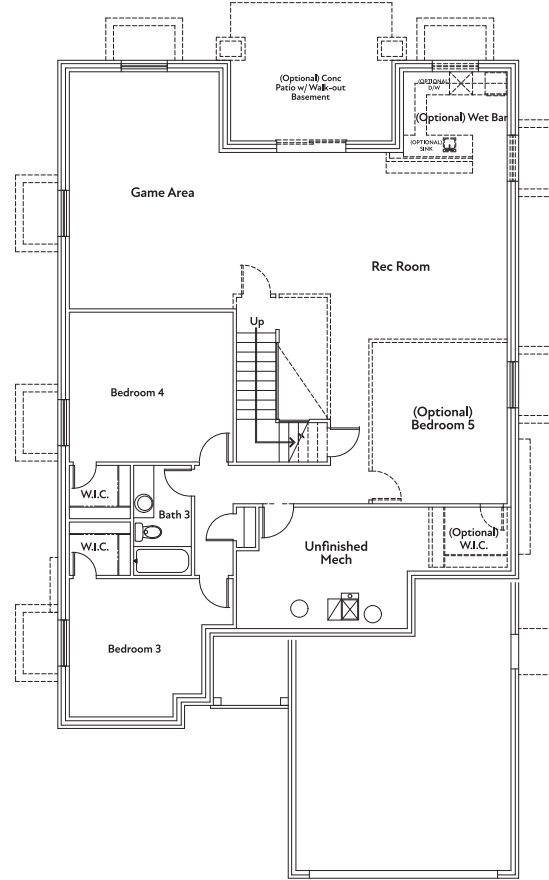 (Optional) Conc
Patio w/ Walk-out
Basement
(OPTIONAL)
D/W
(Optional) Wet Bar
(OPTIONAL)
SINK
Game Area
Rec Room
Up
Bedroom 4
(Optional)
Bedroom 5
W.I.C.
Bath 3
W.I.C.
Unfinished
Mech
(Optional)
W.I.C.
Bedroom 3